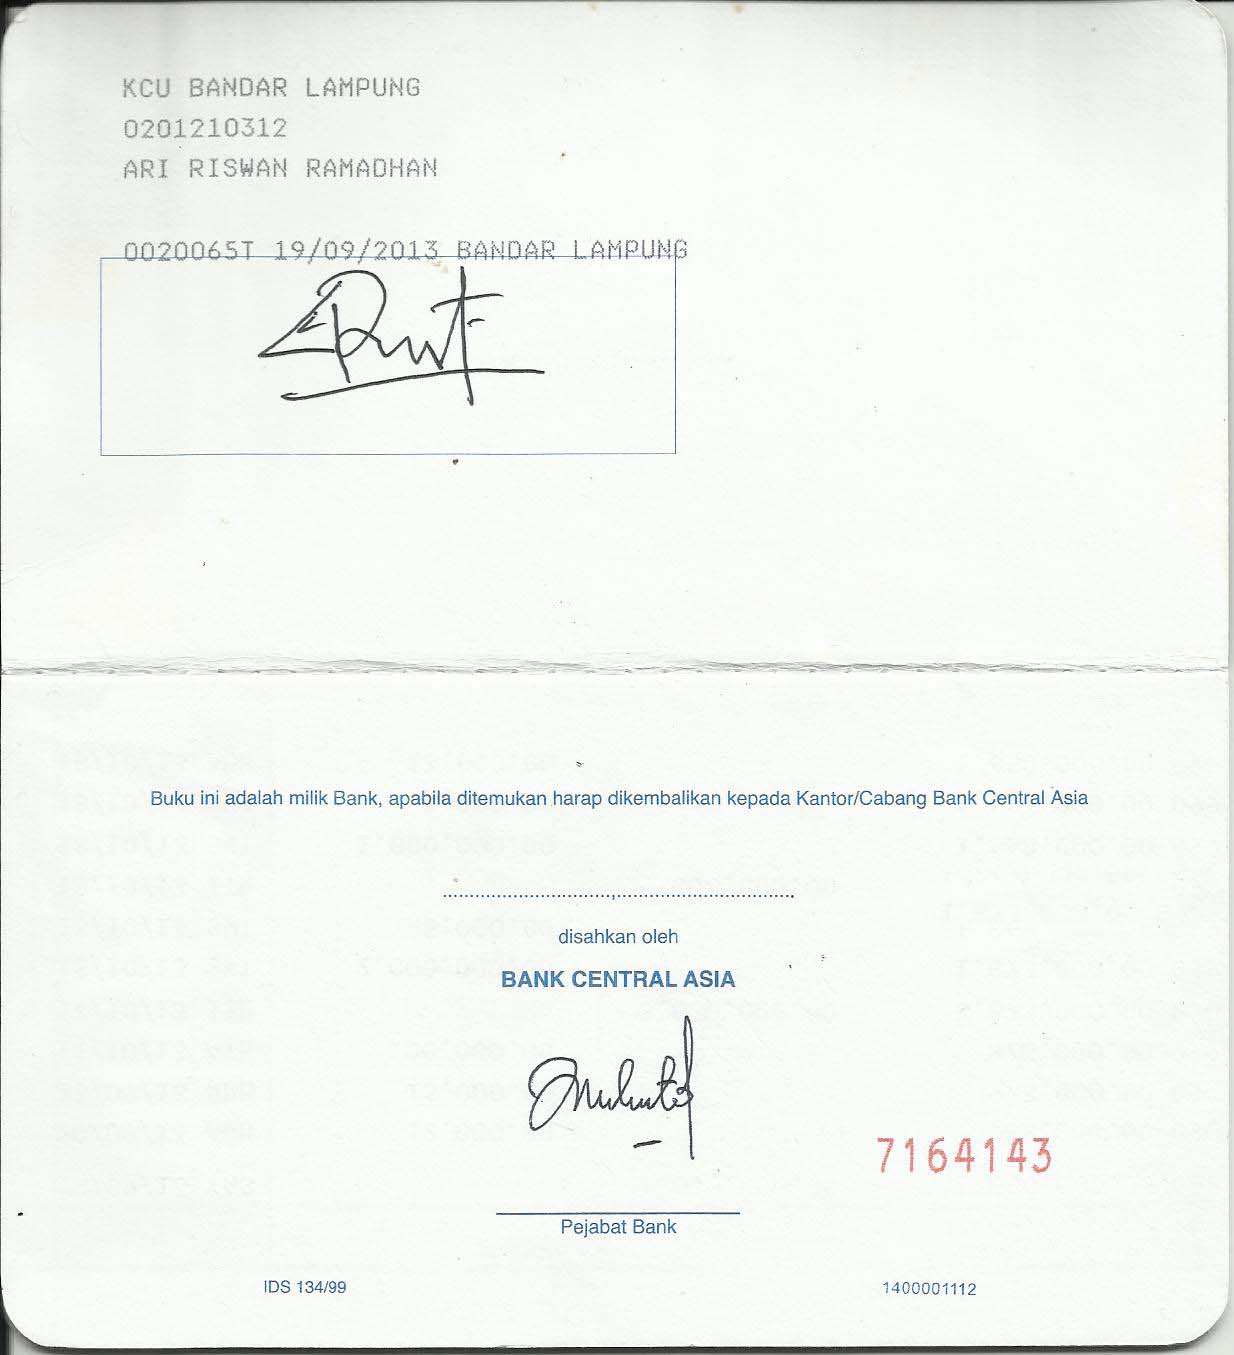 KCU BANDAR LAMPUNG
0201210312
ARI RISWAN RAMADHAN
0020065T 19/09/2013 BANDAR LAMPUNG
Buku ini adalah milik Bank, apabila ditemukan harap dikembalikan kepada Kantor/Cabang Bank Central Asia
disahkan oleh
BANK CENTRAL ASIA
7164143
Pejabat Bank
IDS 134/99 1400001112